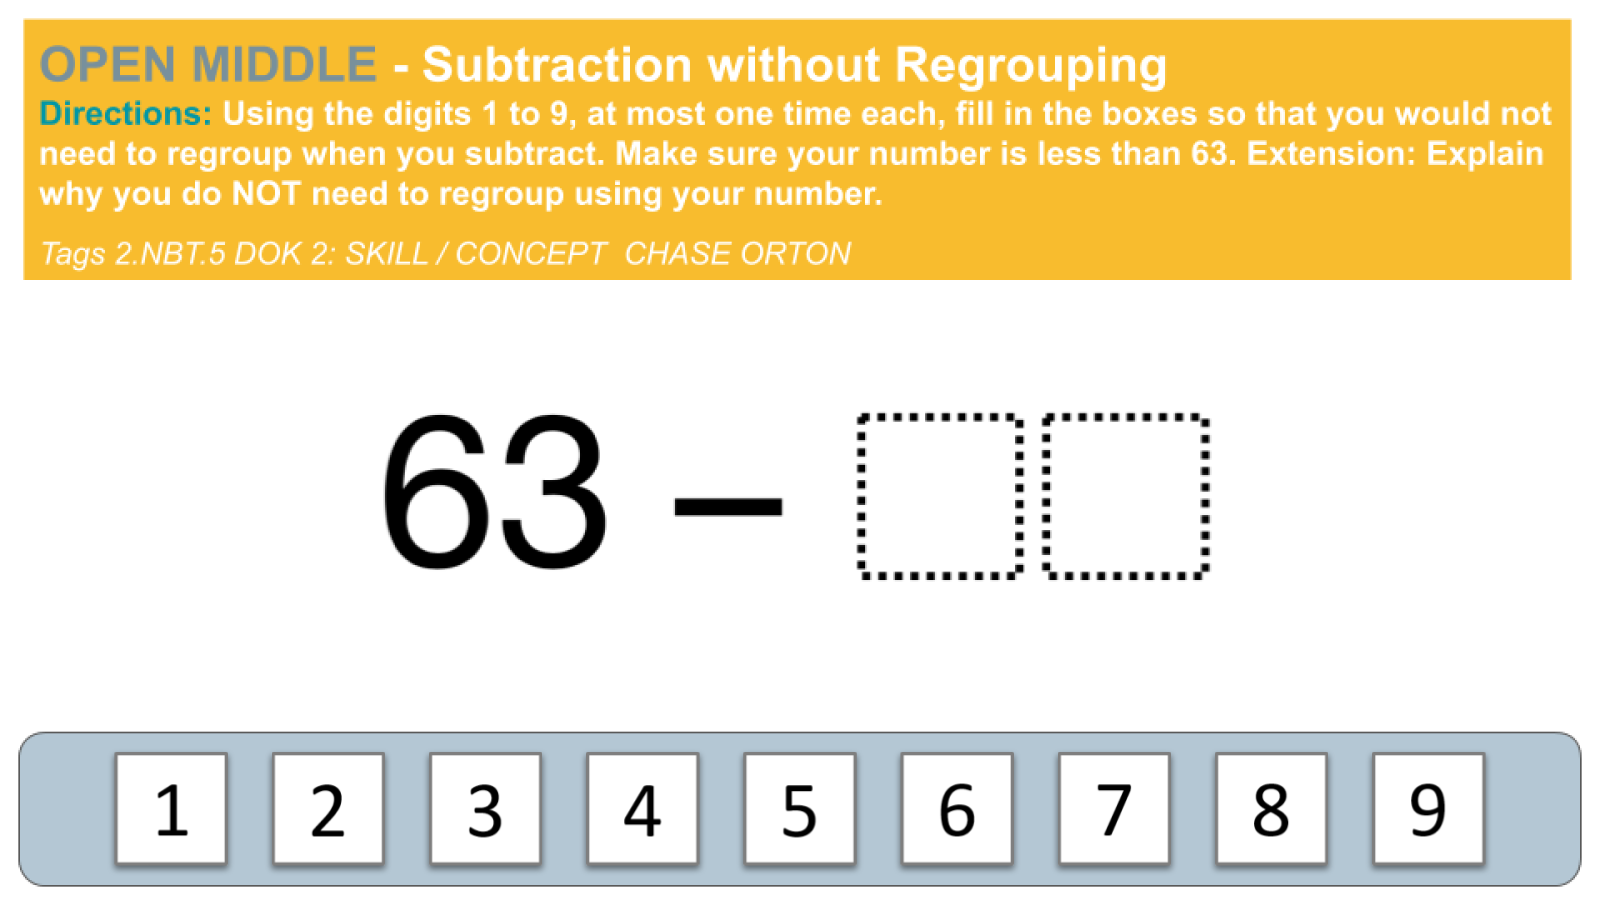 OPEN MIDDLE - Subtraction without Regrouping
Directions: Using the digits 1 to 9, at most one time each, fill in the boxes so that you would not
need to regroup when you subtract. Make sure your number is less than 63. Extension: Explain
why you do NOT need to regroup using your number.
Tags 2.NBT.5 DOK 2: SKILL / CONCEPT CHASE ORTON
63 –
1 2 3 4 5 6 7 8 9